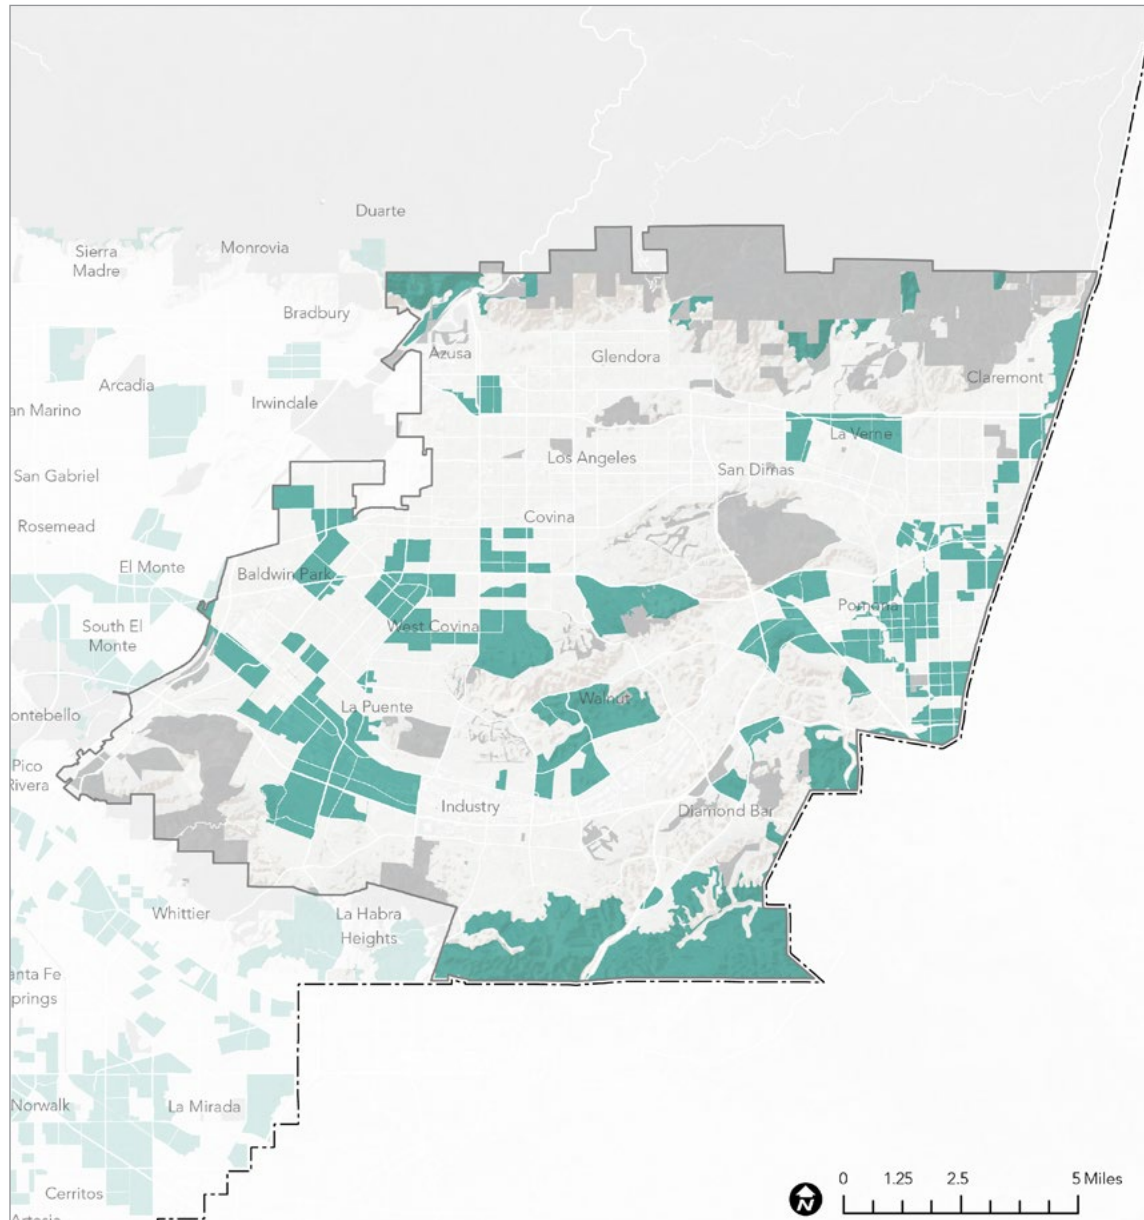 Duarte
Sierra
Madre
Monrovia
Bradbury
Azusa
Glendora
Arcadia
Claremont
an Marino
Irwindale
La Verne
San Gabriel
Los Angeles
San Dimas
Rosemead
Covina
El Monte
Baldwin Park
Pomona
South El
Monte
West Covina
Walnut
La Puente
ontebello
Pico
Rivera
Industry
Diamond Bar
Whittier
La Habra
Heights
anta Fe
prings
Norwalk
La Mirada
Cerritos
Artesia
N
0 1.25 2.5 5 Miles